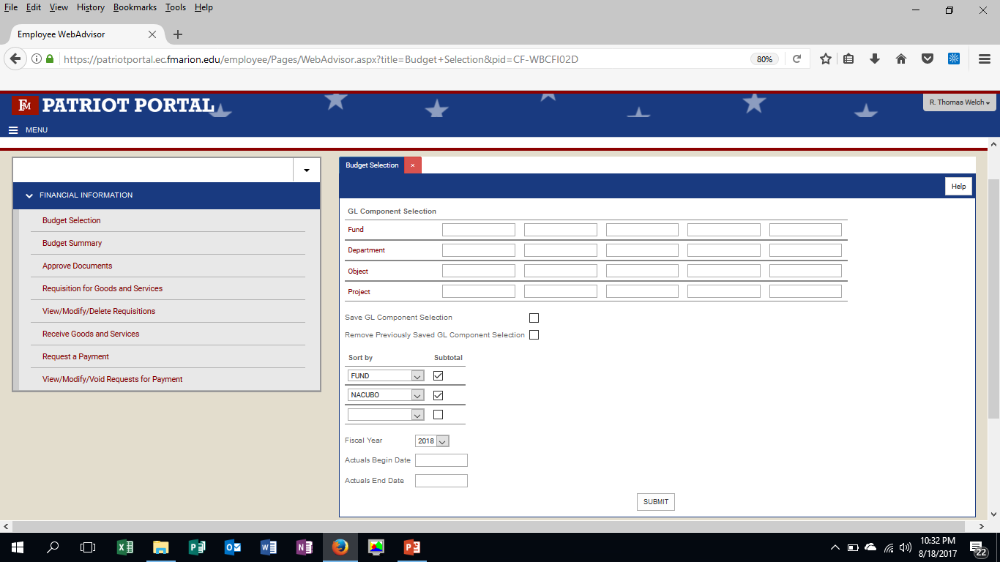 File Edit View History Bookmarks Tools Help
Employee WebAdvisor
https://patriotportal.ec.fmarion.edu/employee/Pages/WebAdvisor.aspx?title=Budget+Selection&pid=CF-WBCFI02D 80%
FM PATRIOT PORTAL
R. Thomas Welch
MENU
FINANCIAL INFORMATION
Budget Selection
Budget Summary
Approve Documents
Requisition for Goods and Services
View/Modify/Delete Requisitions
Receive Goods and Services
Request a Payment
View/Modify/Void Requests for Payment
Budget Selection ×
Help
GL Component Selection
Fund
Department
Object
Project
Save GL Component Selection
Remove Previously Saved GL Component Selection
Sort by Subtotal
FUND
NACUBO
Fiscal Year 2018
Actuals Begin Date
Actuals End Date
SUBMIT
10:32 PM
8/18/2017
22